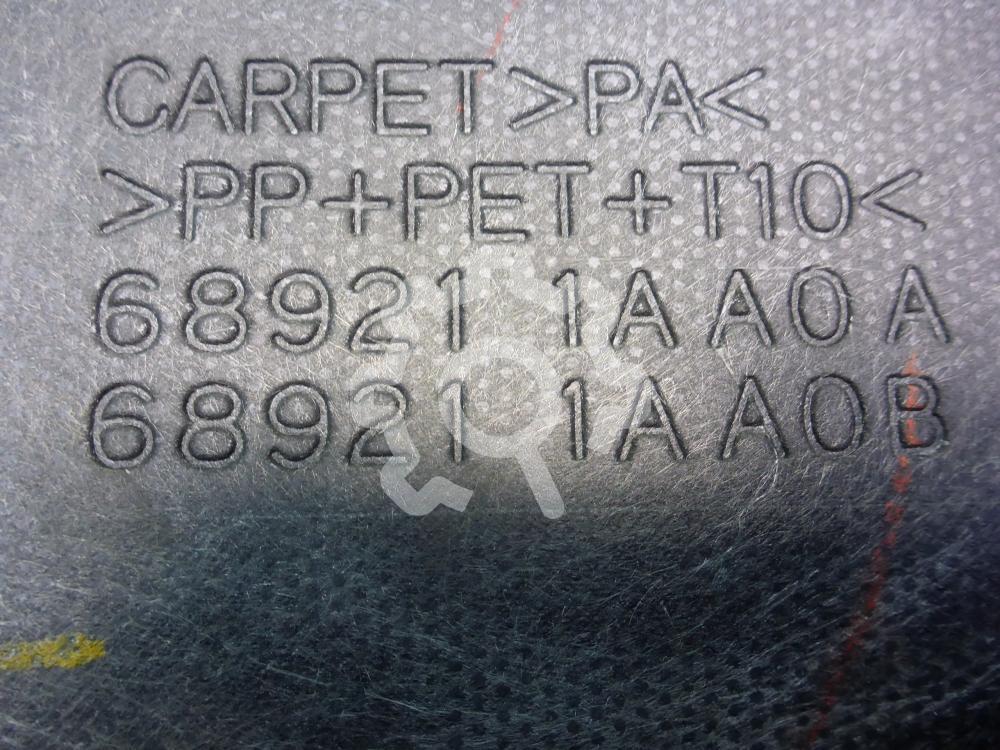 CARPET>PA<
>PP+PET+T10<
68921 1AA0A
68921 1AA0B